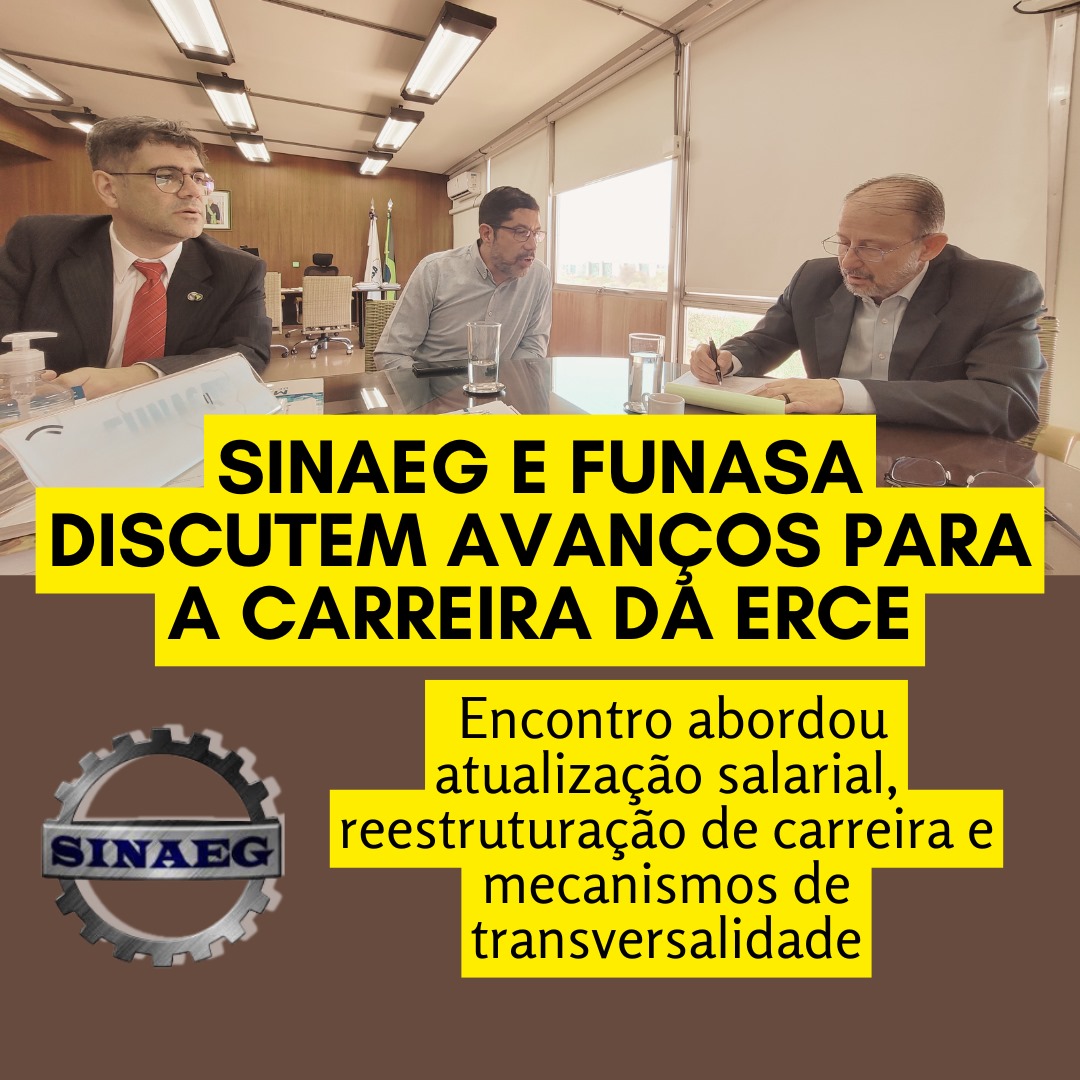 SINAEG E FUNASA
DISCUTEM AVANÇOS PARA
A CARREIRA DA ERCE
Encontro abordou
atualização salarial,
reestruturação de carreira e
mecanismos de
transversalidade
SINAEG